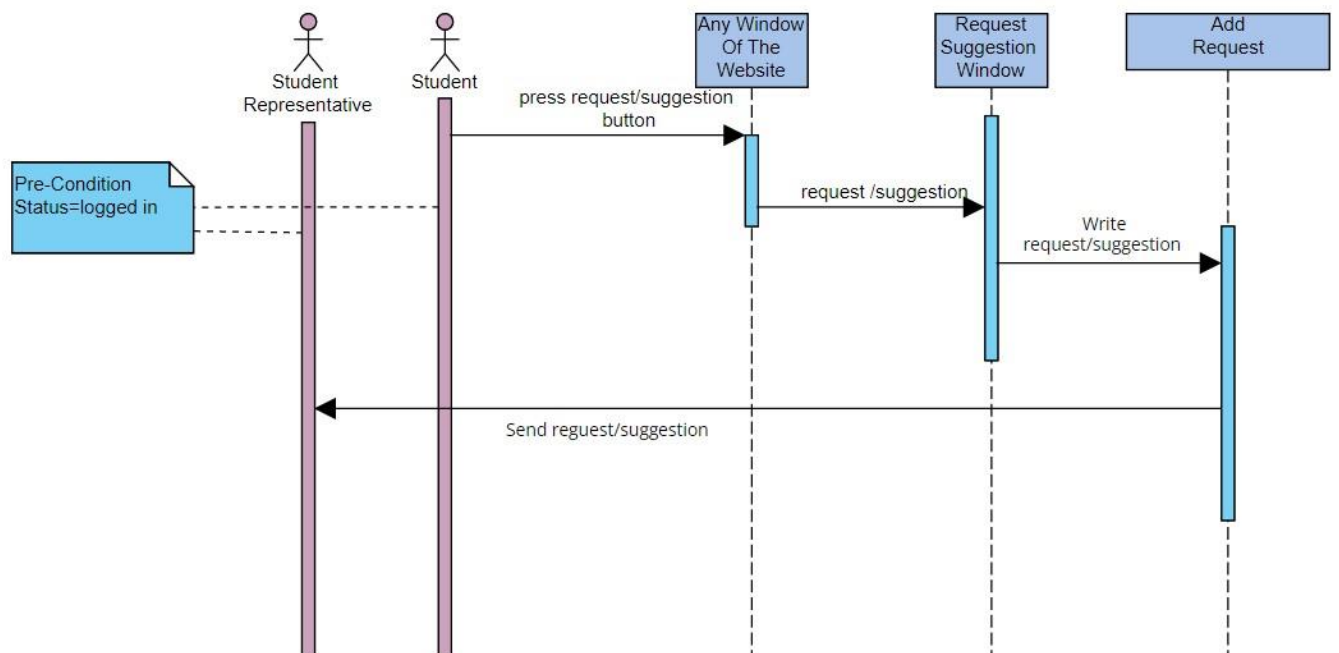 Student
Representative
Student
Any Window
Of The
Website
Request
Suggestion
Window
Add
Request
press request/suggestion
button
Pre-Condition
Status=logged in
request /suggestion
Write
request/suggestion
Send reguest/suggestion